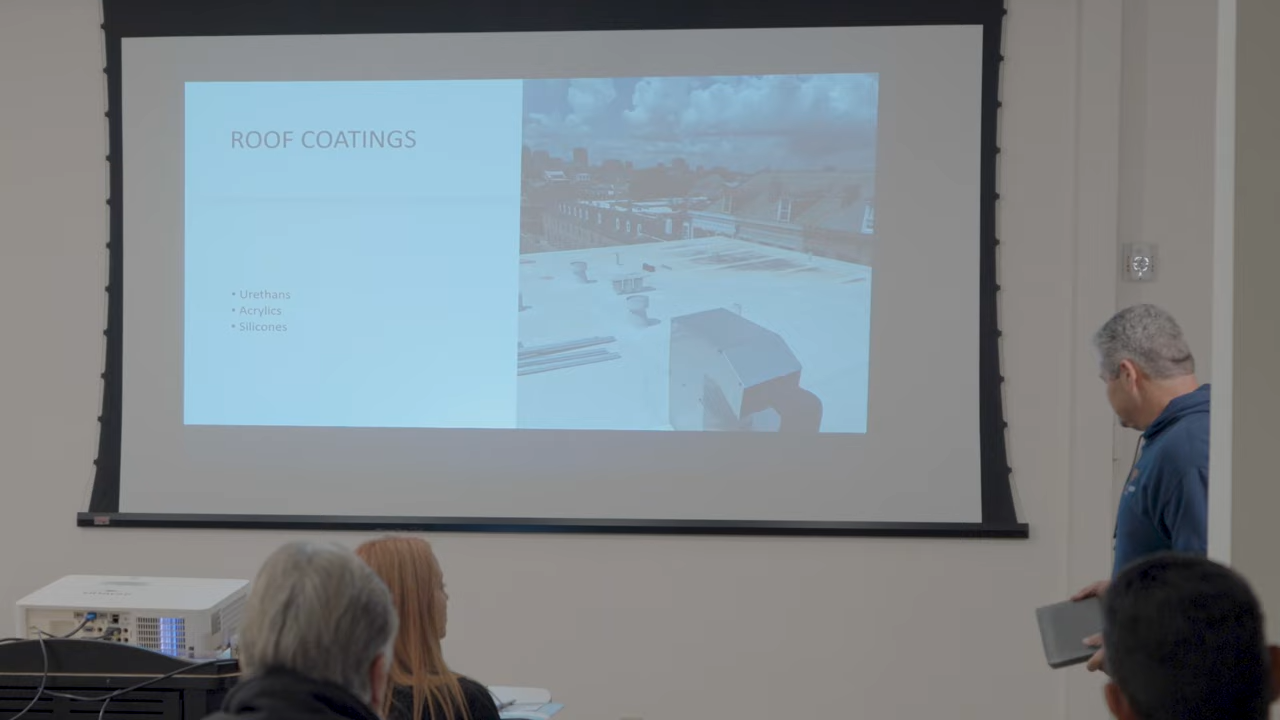 ROOF COATINGS
• Urethans
• Acrylics
• Silicones